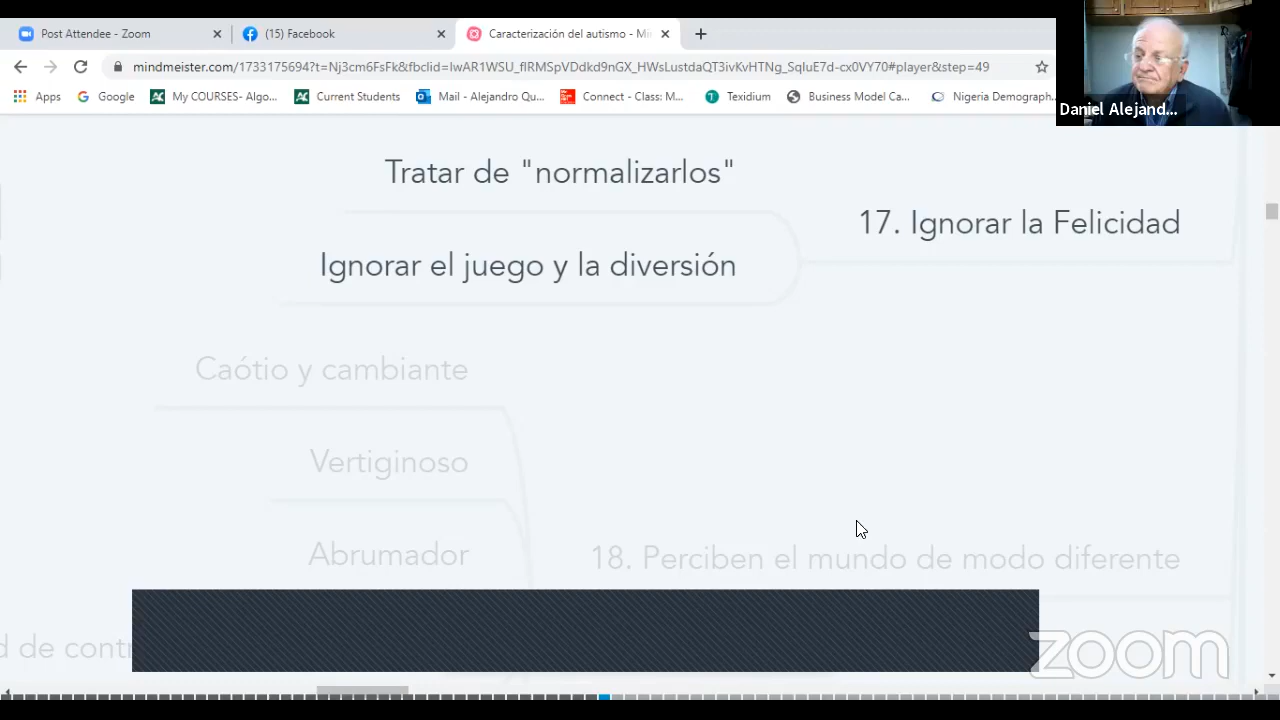 Post Attendee - Zoom
(15) Facebook
Caracterización del autismo - Mi
mindmeister.com/1733175694?t=Nj3cm6FsFk&fbclid=IwAR1WSU_flRMSpVDdkd9nGX_HWsLustdaQT3ivKvHTNg_SqluE7d-cx0VY70#player&step=49
Apps
Google
My COURSES- Algo...
Current Students
Mail - Alejandro Qu...
Connect - Class: M...
Texidium
Business Model Ca...
Nigeria Demograph...
Daniel Alejand...
Tratar de "normalizarlos"
17. Ignorar la Felicidad
Ignorar el juego y la diversión
Caótio y cambiante
Vertiginoso
Abrumador
18. Perciben el mundo de modo diferente
d de contr
zoom